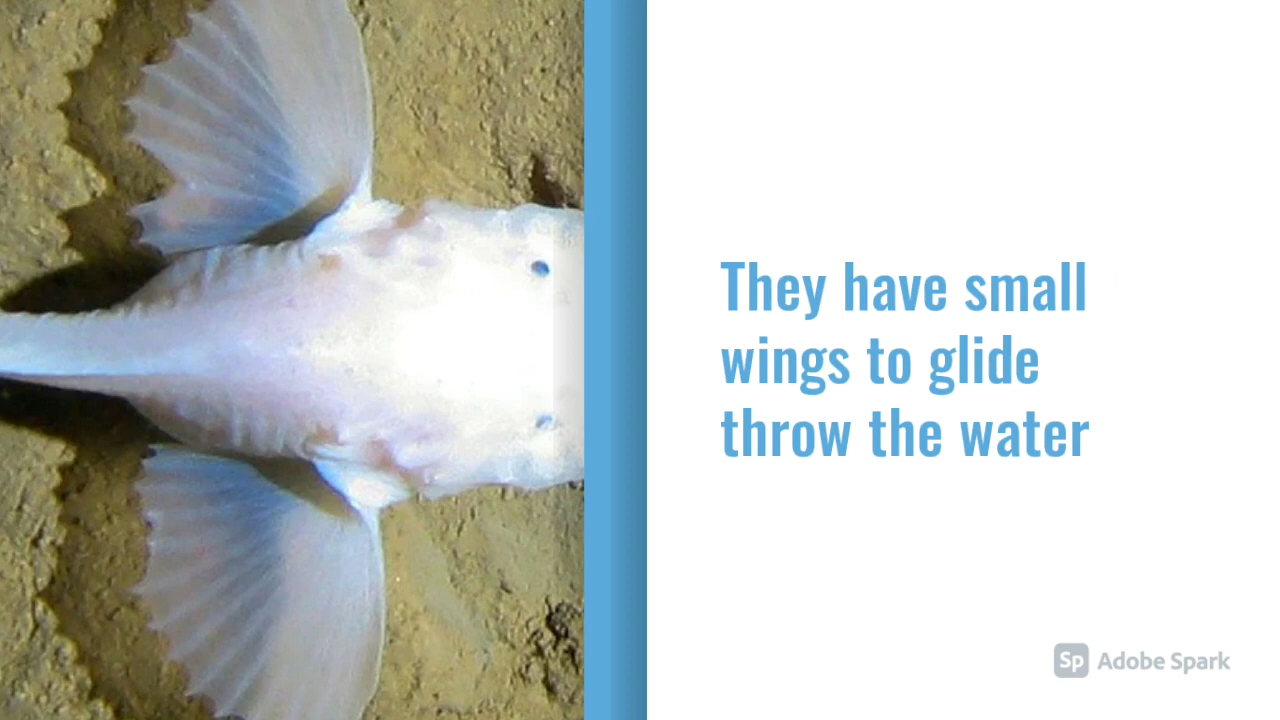 They have small
wings to glide
throw the water
Sp Adobe Spark